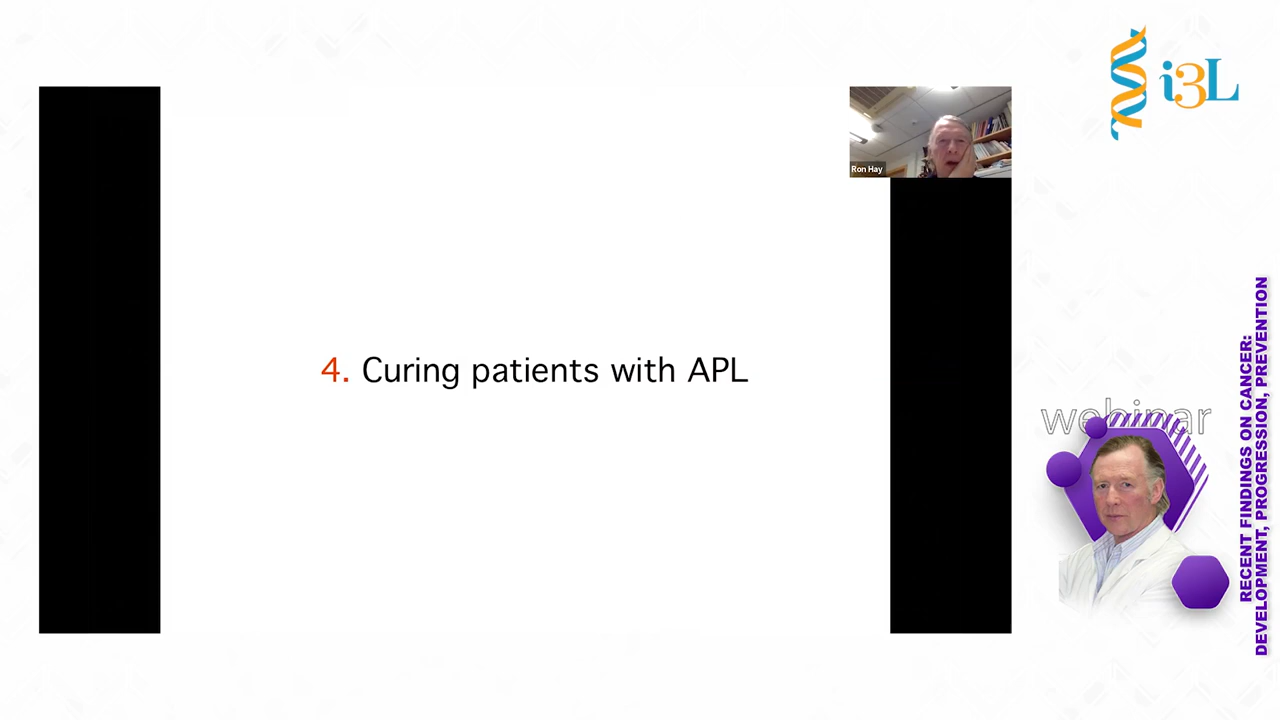 i3L
Ron Hay
4. Curing patients with APL
webinar
RECENT FINDINGS ON CANCER:
DEVELOPMENT, PROGRESSION, PREVENTION